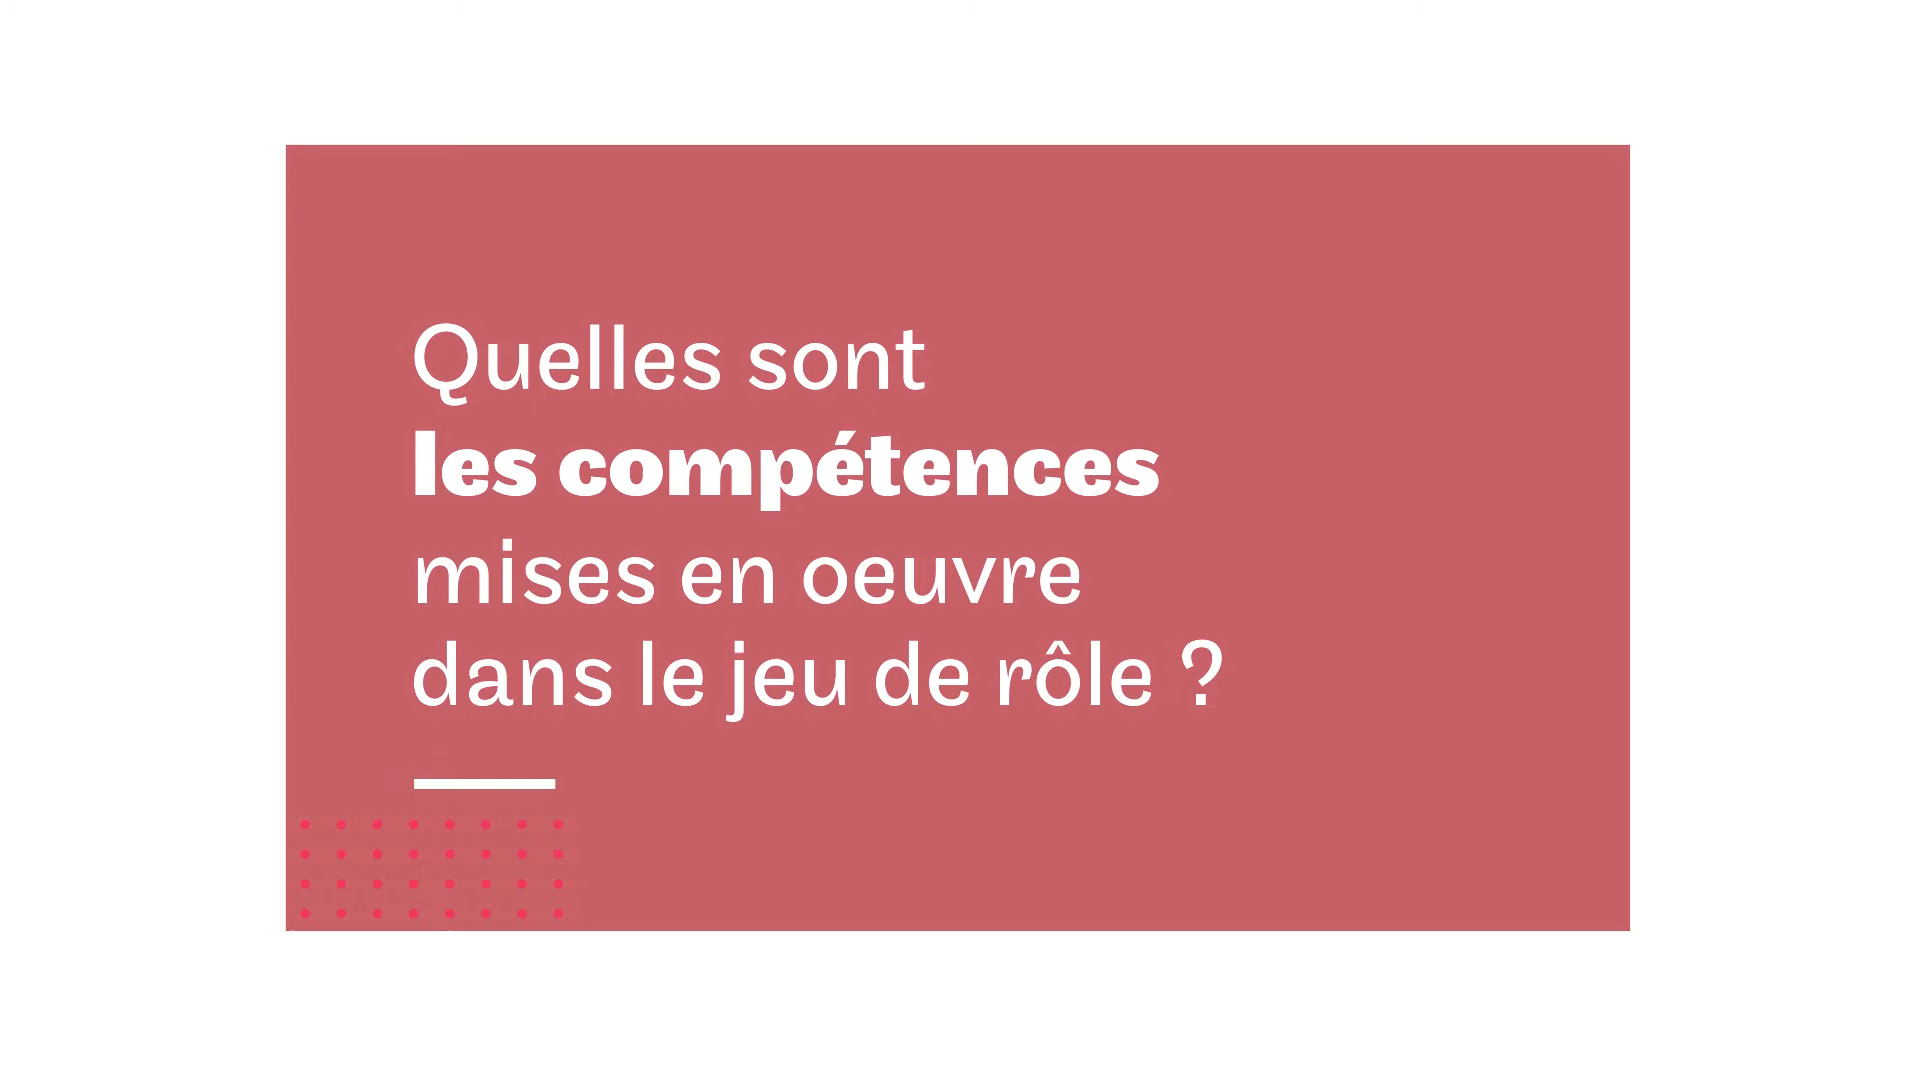 Quelles sont
les compétences
mises en oeuvre
dans le jeu de rôle ?